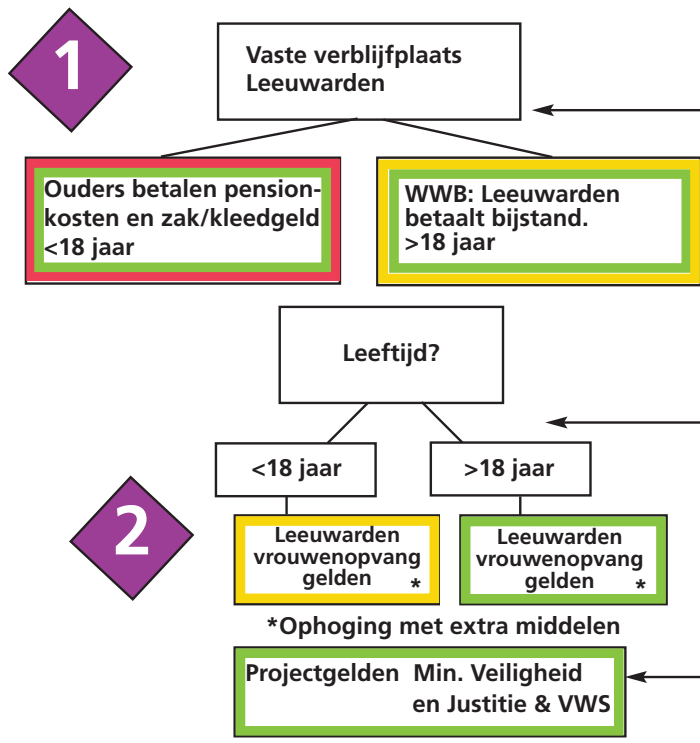 1
Vaste verblijfplaats
Leeuwarden
Ouders betalen pension-
kosten en zak/kleedgeld
<18 jaar
WWB: Leeuwarden
betaalt bijstand.
>18 jaar
Leeftijd?
<18 jaar
>18 jaar
2
Leeuwarden
vrouwenopvang
gelden *
Leeuwarden
vrouwenopvang
gelden *
*Ophoging met extra middelen
Projectgelden Min. Veiligheid
en Justitie & VWS